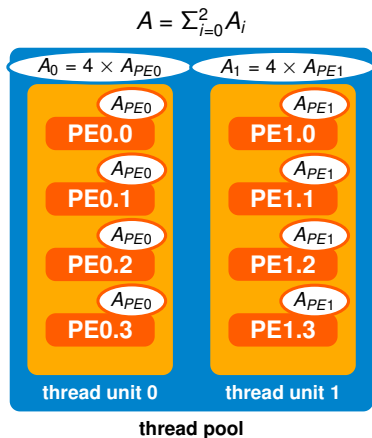 A = Σ²ᵢ₌₀ Aᵢ
A₀ = 4 × A_PE0 A₁ = 4 × A_PE1
A_PE0 A_PE1
PE0.0 PE1.0
A_PE0 A_PE1
PE0.1 PE1.1
A_PE0 A_PE1
PE0.2 PE1.2
A_PE0 A_PE1
PE0.3 PE1.3
thread unit 0 thread unit 1
thread pool